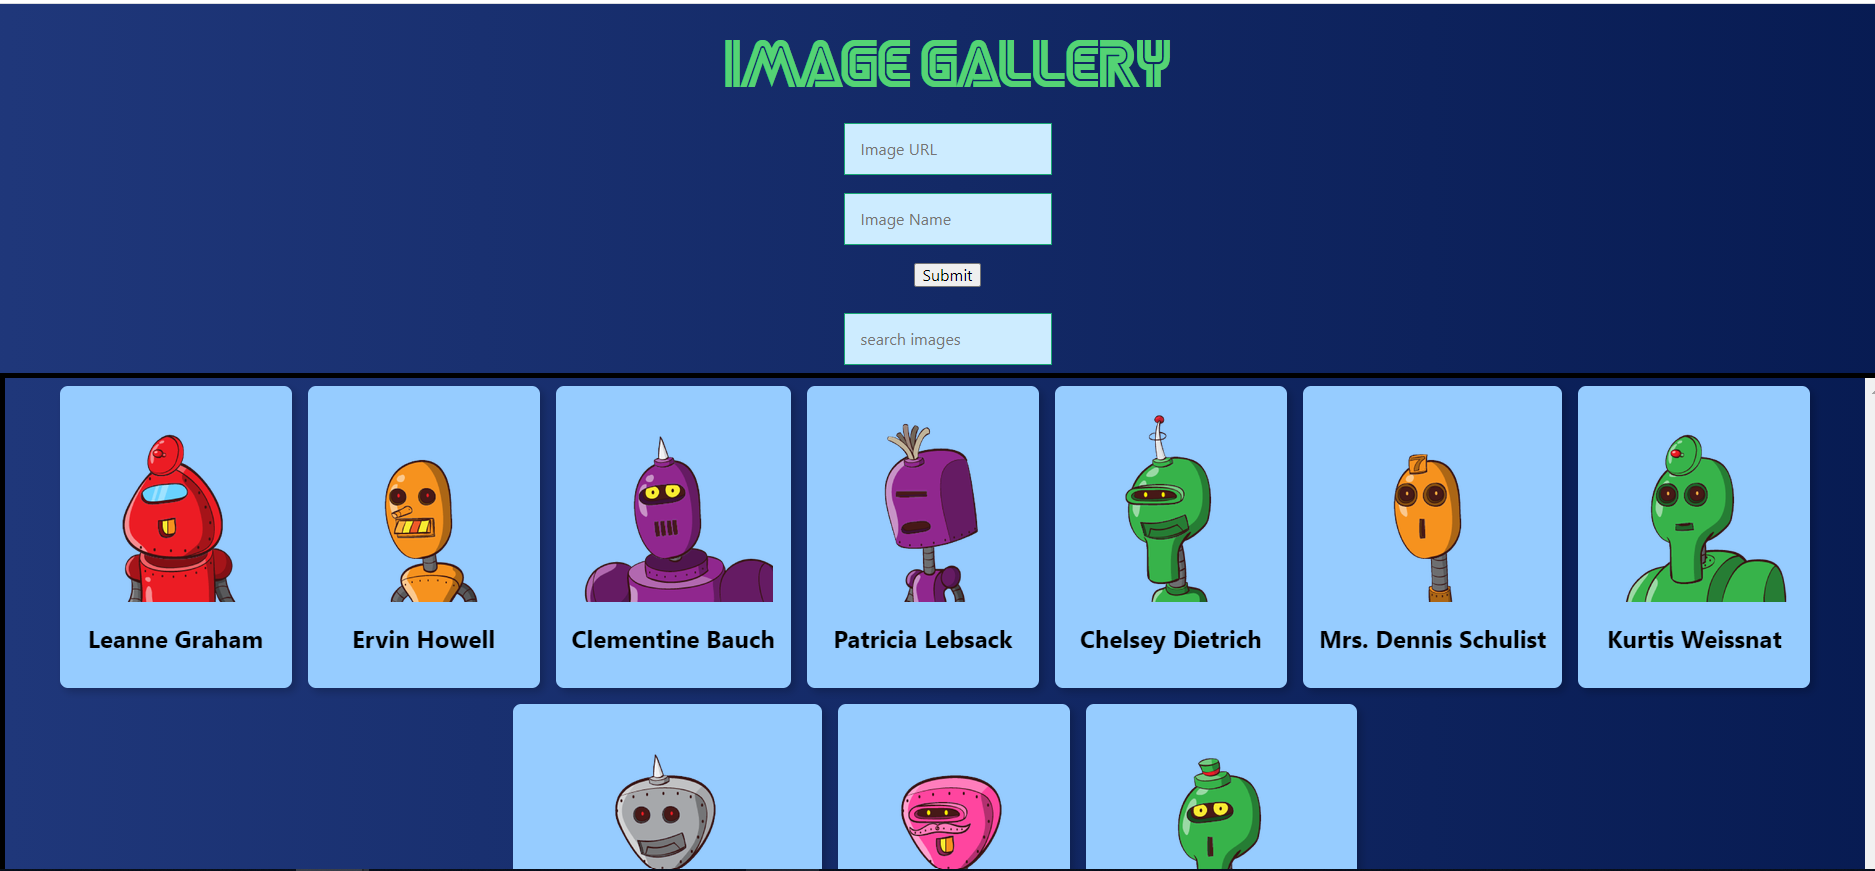 IMAGE GALLERY
Image URL
Image Name
Submit
search images
7
Leanne Graham
Ervin Howell
Clementine Bauch
Patricia Lebsack
Chelsey Dietrich
Mrs. Dennis Schulist
Kurtis Weissnat